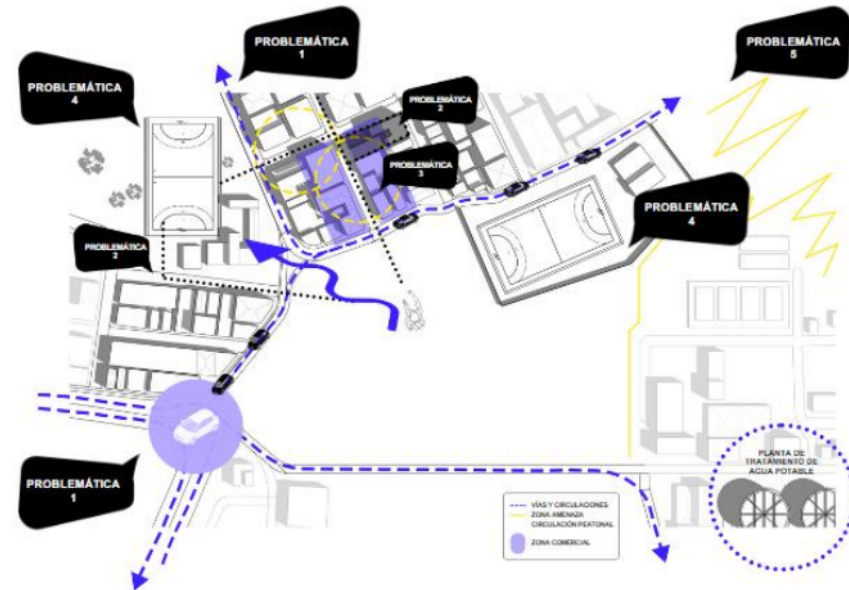 PROBLEMÁTICA
1
PROBLEMÁTICA
5
PROBLEMÁTICA
4
PROBLEMÁTICA
2
PROBLEMÁTICA
3
PROBLEMÁTICA
4
PROBLEMÁTICA
2
PROBLEMÁTICA
1
PLANTA DE
TRATAMIENTO DE
AGUA POTABLE
VÍAS Y CIRCULACIONES
ZONA AMENAZA
CIRCULACIÓN PEATONAL
ZONA COMERCIAL